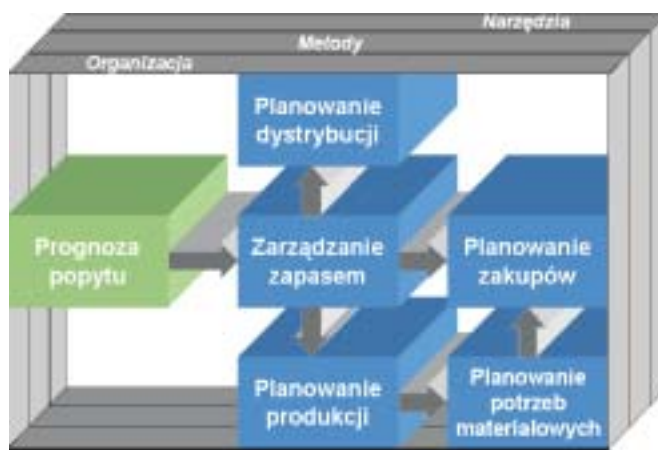 Narzędzia
Metody
Organizacja
Planowanie
dystrybucji
Prognoza
popytu
Zarządzanie
zapasem
Planowanie
zakupów
Planowanie
produkcji
Planowanie
potrzeb
materiałowych